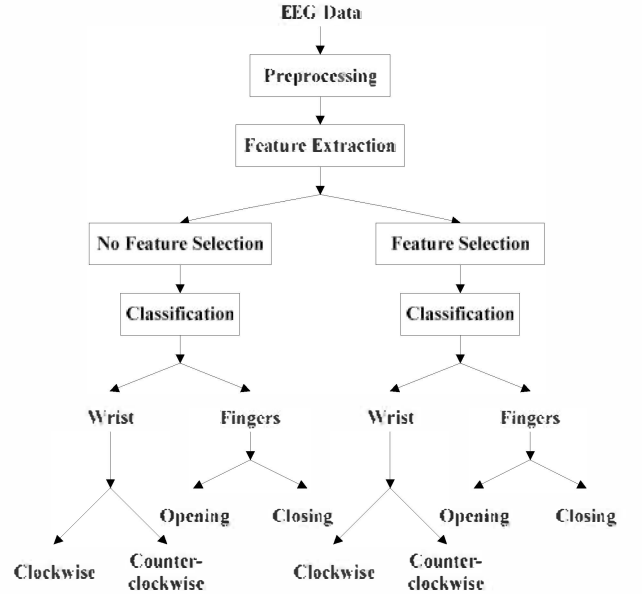 EEG Data
Preprocessing
Feature Extraction
No Feature Selection
Feature Selection
Classification
Classification
Wrist
Fingers
Wrist
Fingers
Opening
Closing
Opening
Closing
Clockwise
Counter-
clockwise
Clockwise
Counter-
clockwise